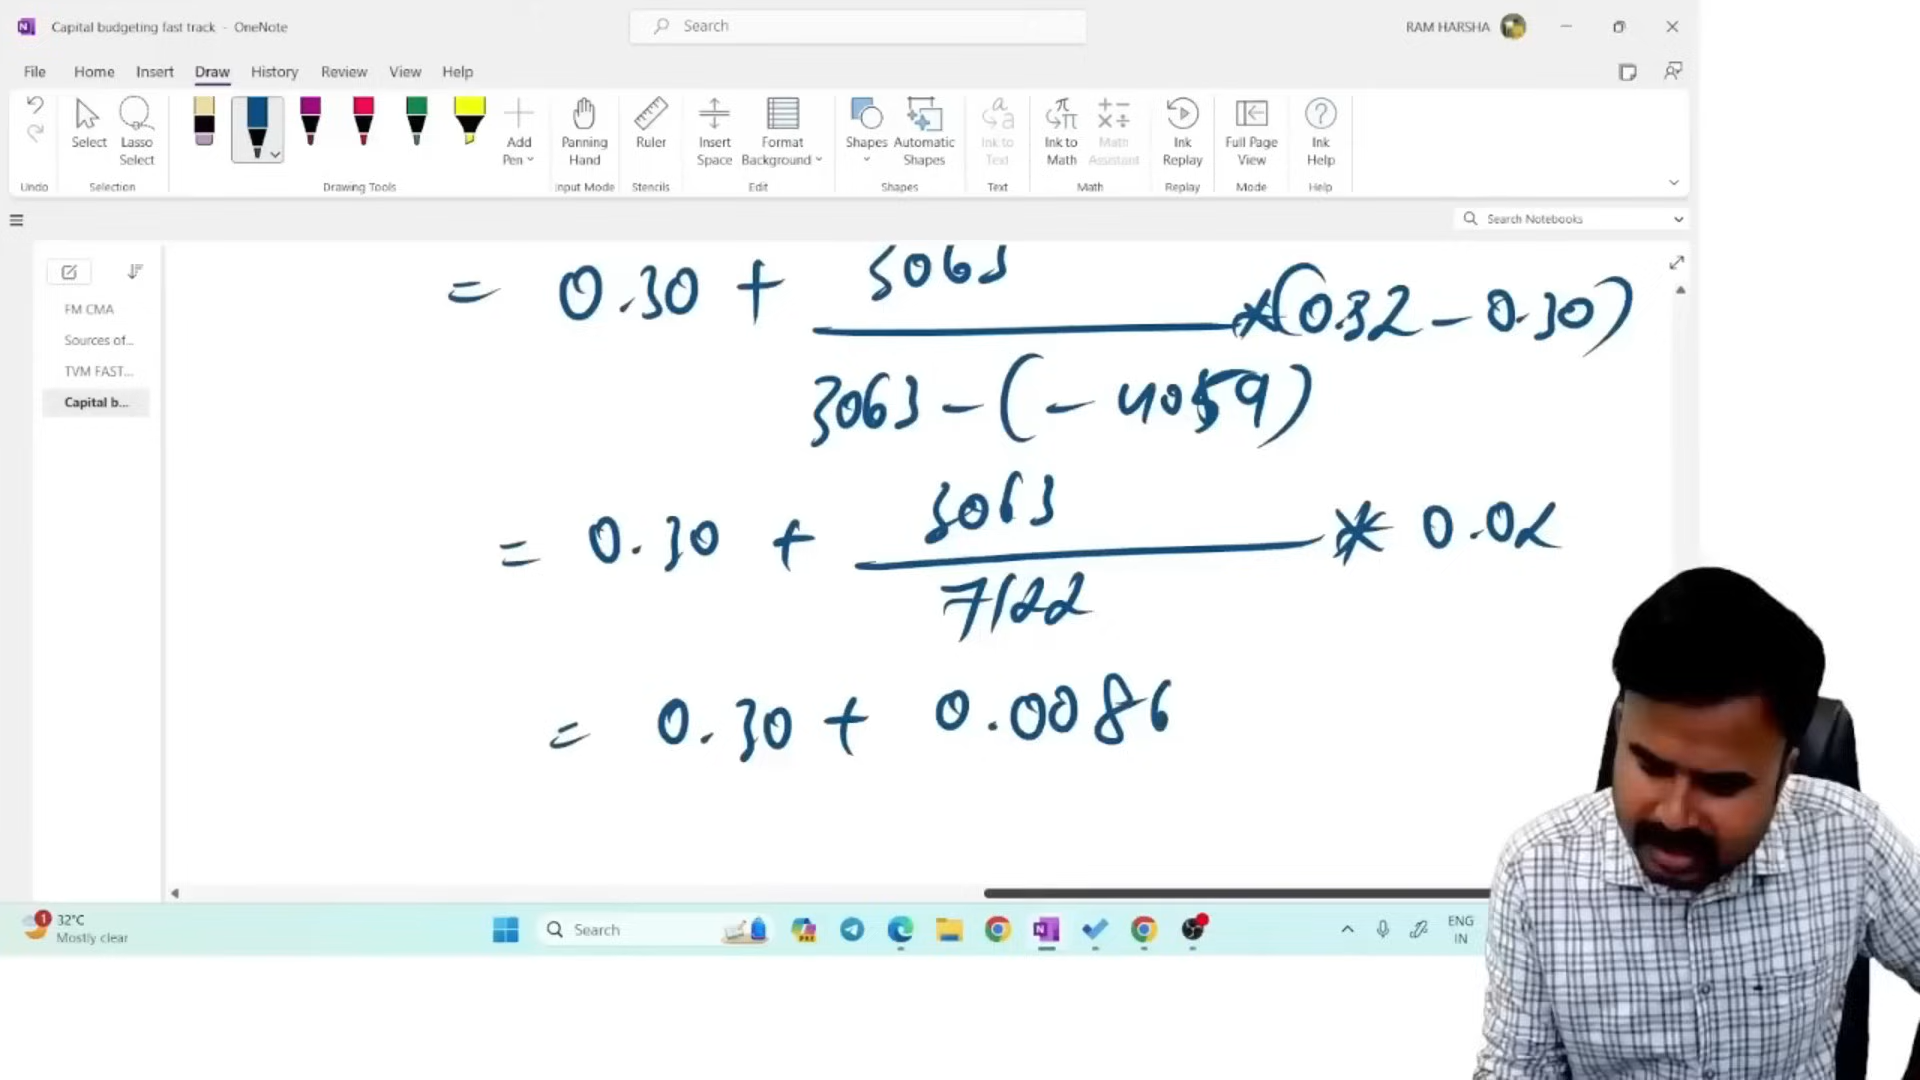 Capital budgeting fast track - OneNote
Search
RAM HARSHA
File Home Insert Draw History Review View Help
Undo
Select
Lasso Select
Selection
Drawing Tools
Add Pen
Panning Hand
Input Mode
Ruler
Stencils
Insert Space
Format Background
Edit
Shapes
Automatic Shapes
Shapes
Ink to Text
Text
Ink to Math
Math Assistant
Math
Ink Replay
Replay
Full Page View
Mode
Ink Help
Help
Search Notebooks
FM CMA
Sources of...
TVM FAST...
Capital b...
= 0.30 + 3063 * (0.32 - 0.30)
3063 - (- 4059)
= 0.30 + 3063 * 0.02
7122
= 0.30 + 0.0086
1
32°C
Mostly clear
Search
PRE
ENG
IN